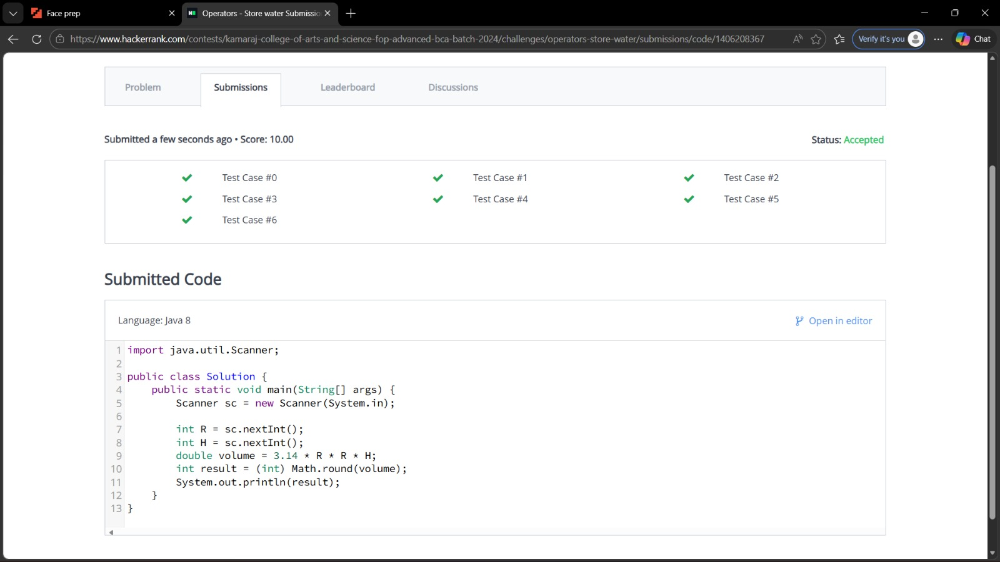 Face prep
Operators - Store water Submissio
https://www.hackerrank.com/contests/kamaraj-college-of-arts-and-science-fop-advanced-bca-batch-2024/challenges/operators-store-water/submissions/code/1406208367
Verify it's you
Chat
Problem
Submissions
Leaderboard
Discussions
Submitted a few seconds ago • Score: 10.00
Status: Accepted
Test Case #0
Test Case #1
Test Case #2
Test Case #3
Test Case #4
Test Case #5
Test Case #6
Submitted Code
Language: Java 8
Open in editor
1 import java.util.Scanner;
2
3 public class Solution {
4     public static void main(String[] args) {
5         Scanner sc = new Scanner(System.in);
6
7         int R = sc.nextInt();
8         int H = sc.nextInt();
9         double volume = 3.14 * R * R * H;
10         int result = (int) Math.round(volume);
11         System.out.println(result);
12     }
13 }